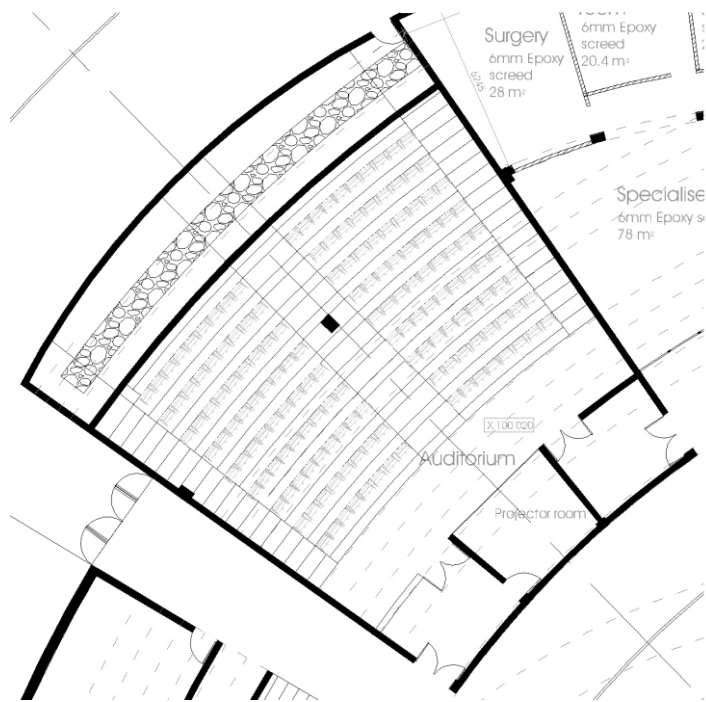 Surgery
6mm Epoxy
screed
28 m²
6mm Epoxy
screed
20.4 m²
6245
Specialise
6mm Epoxy
78 m²
X 100 020
Auditorium
Projector room